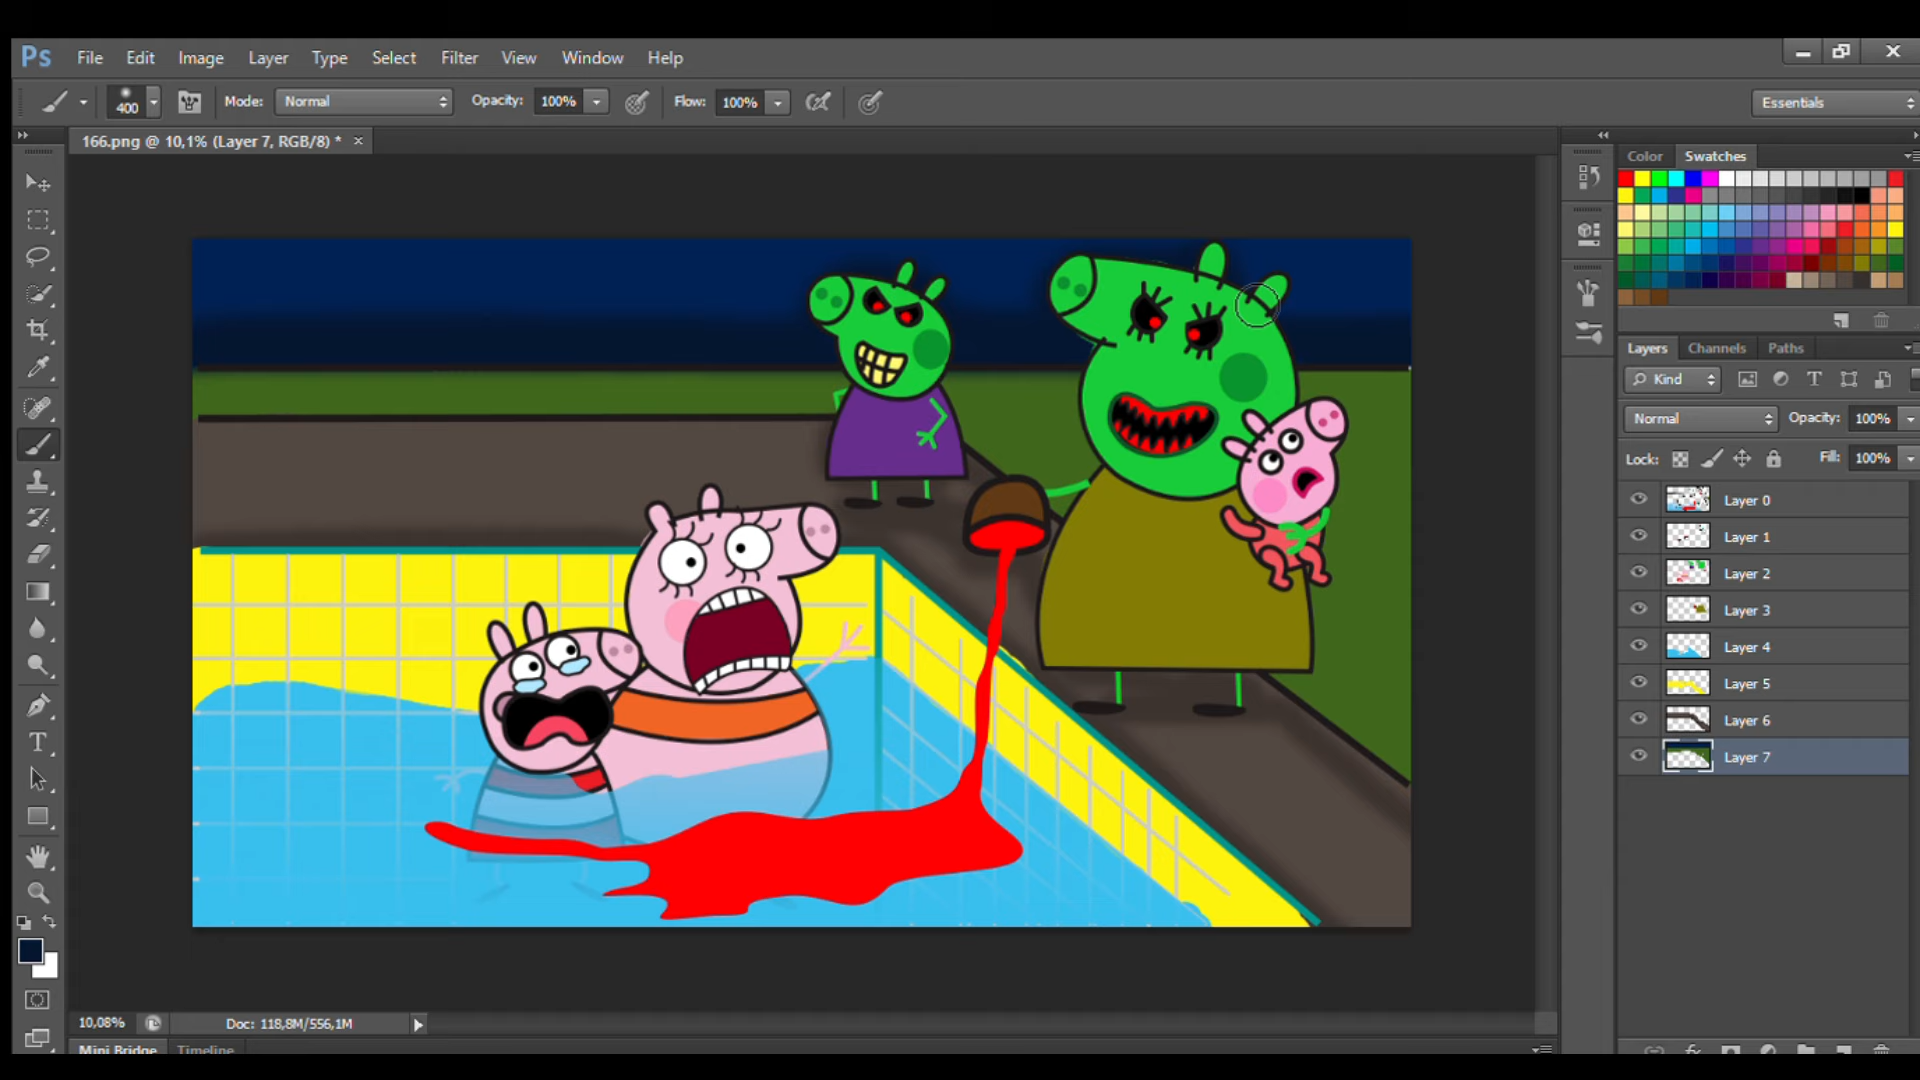 Ps File Edit Image Layer Type Select Filter View Window Help
400 Mode: Normal Opacity: 100% Flow: 100% Essentials
166.png @ 10,1% (Layer 7, RGB/8) * ×
Color Swatches
Layers Channels Paths
Kind
Normal Opacity: 100%
Lock: Fill: 100%
Layer 0
Layer 1
Layer 2
Layer 3
Layer 4
Layer 5
Layer 6
Layer 7
10,08% Doc: 118,8M/556,1M
Mini Bridge Timeline